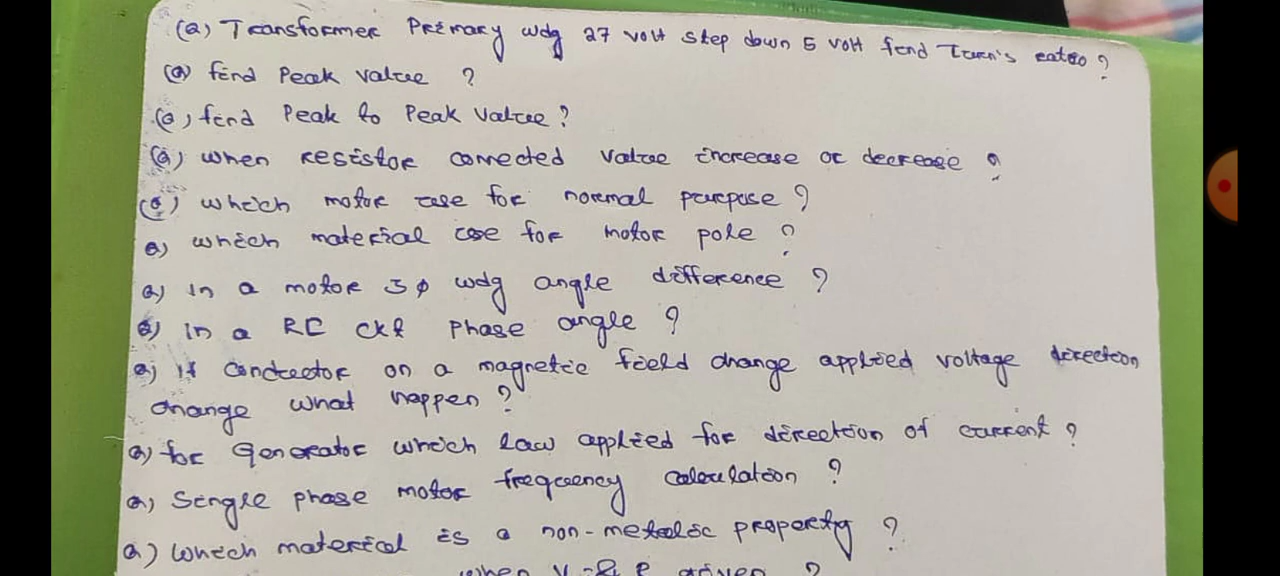 (Q) Transformer Primary wdg 27 volt step down 5 volt find Turn's ratio ?
(Q) find Peak value ?
(Q) find Peak to Peak value ?
(Q) when resistor connected value increase or decrease ?
(Q) which motor use for normal purpose ?
Q) which material use for motor pole ?
Q) in a motor 3φ wdg angle difference ?
Q) in a RC ckt phase angle ?
Q) if conductor on a magnetic field change applied voltage direction
change what happen ?
Q) for Generator which law applied for direction of current ?
Q) Single phase motor frequency calculation ?
Q) which material is a non-metalic property ?
when V & P given ?